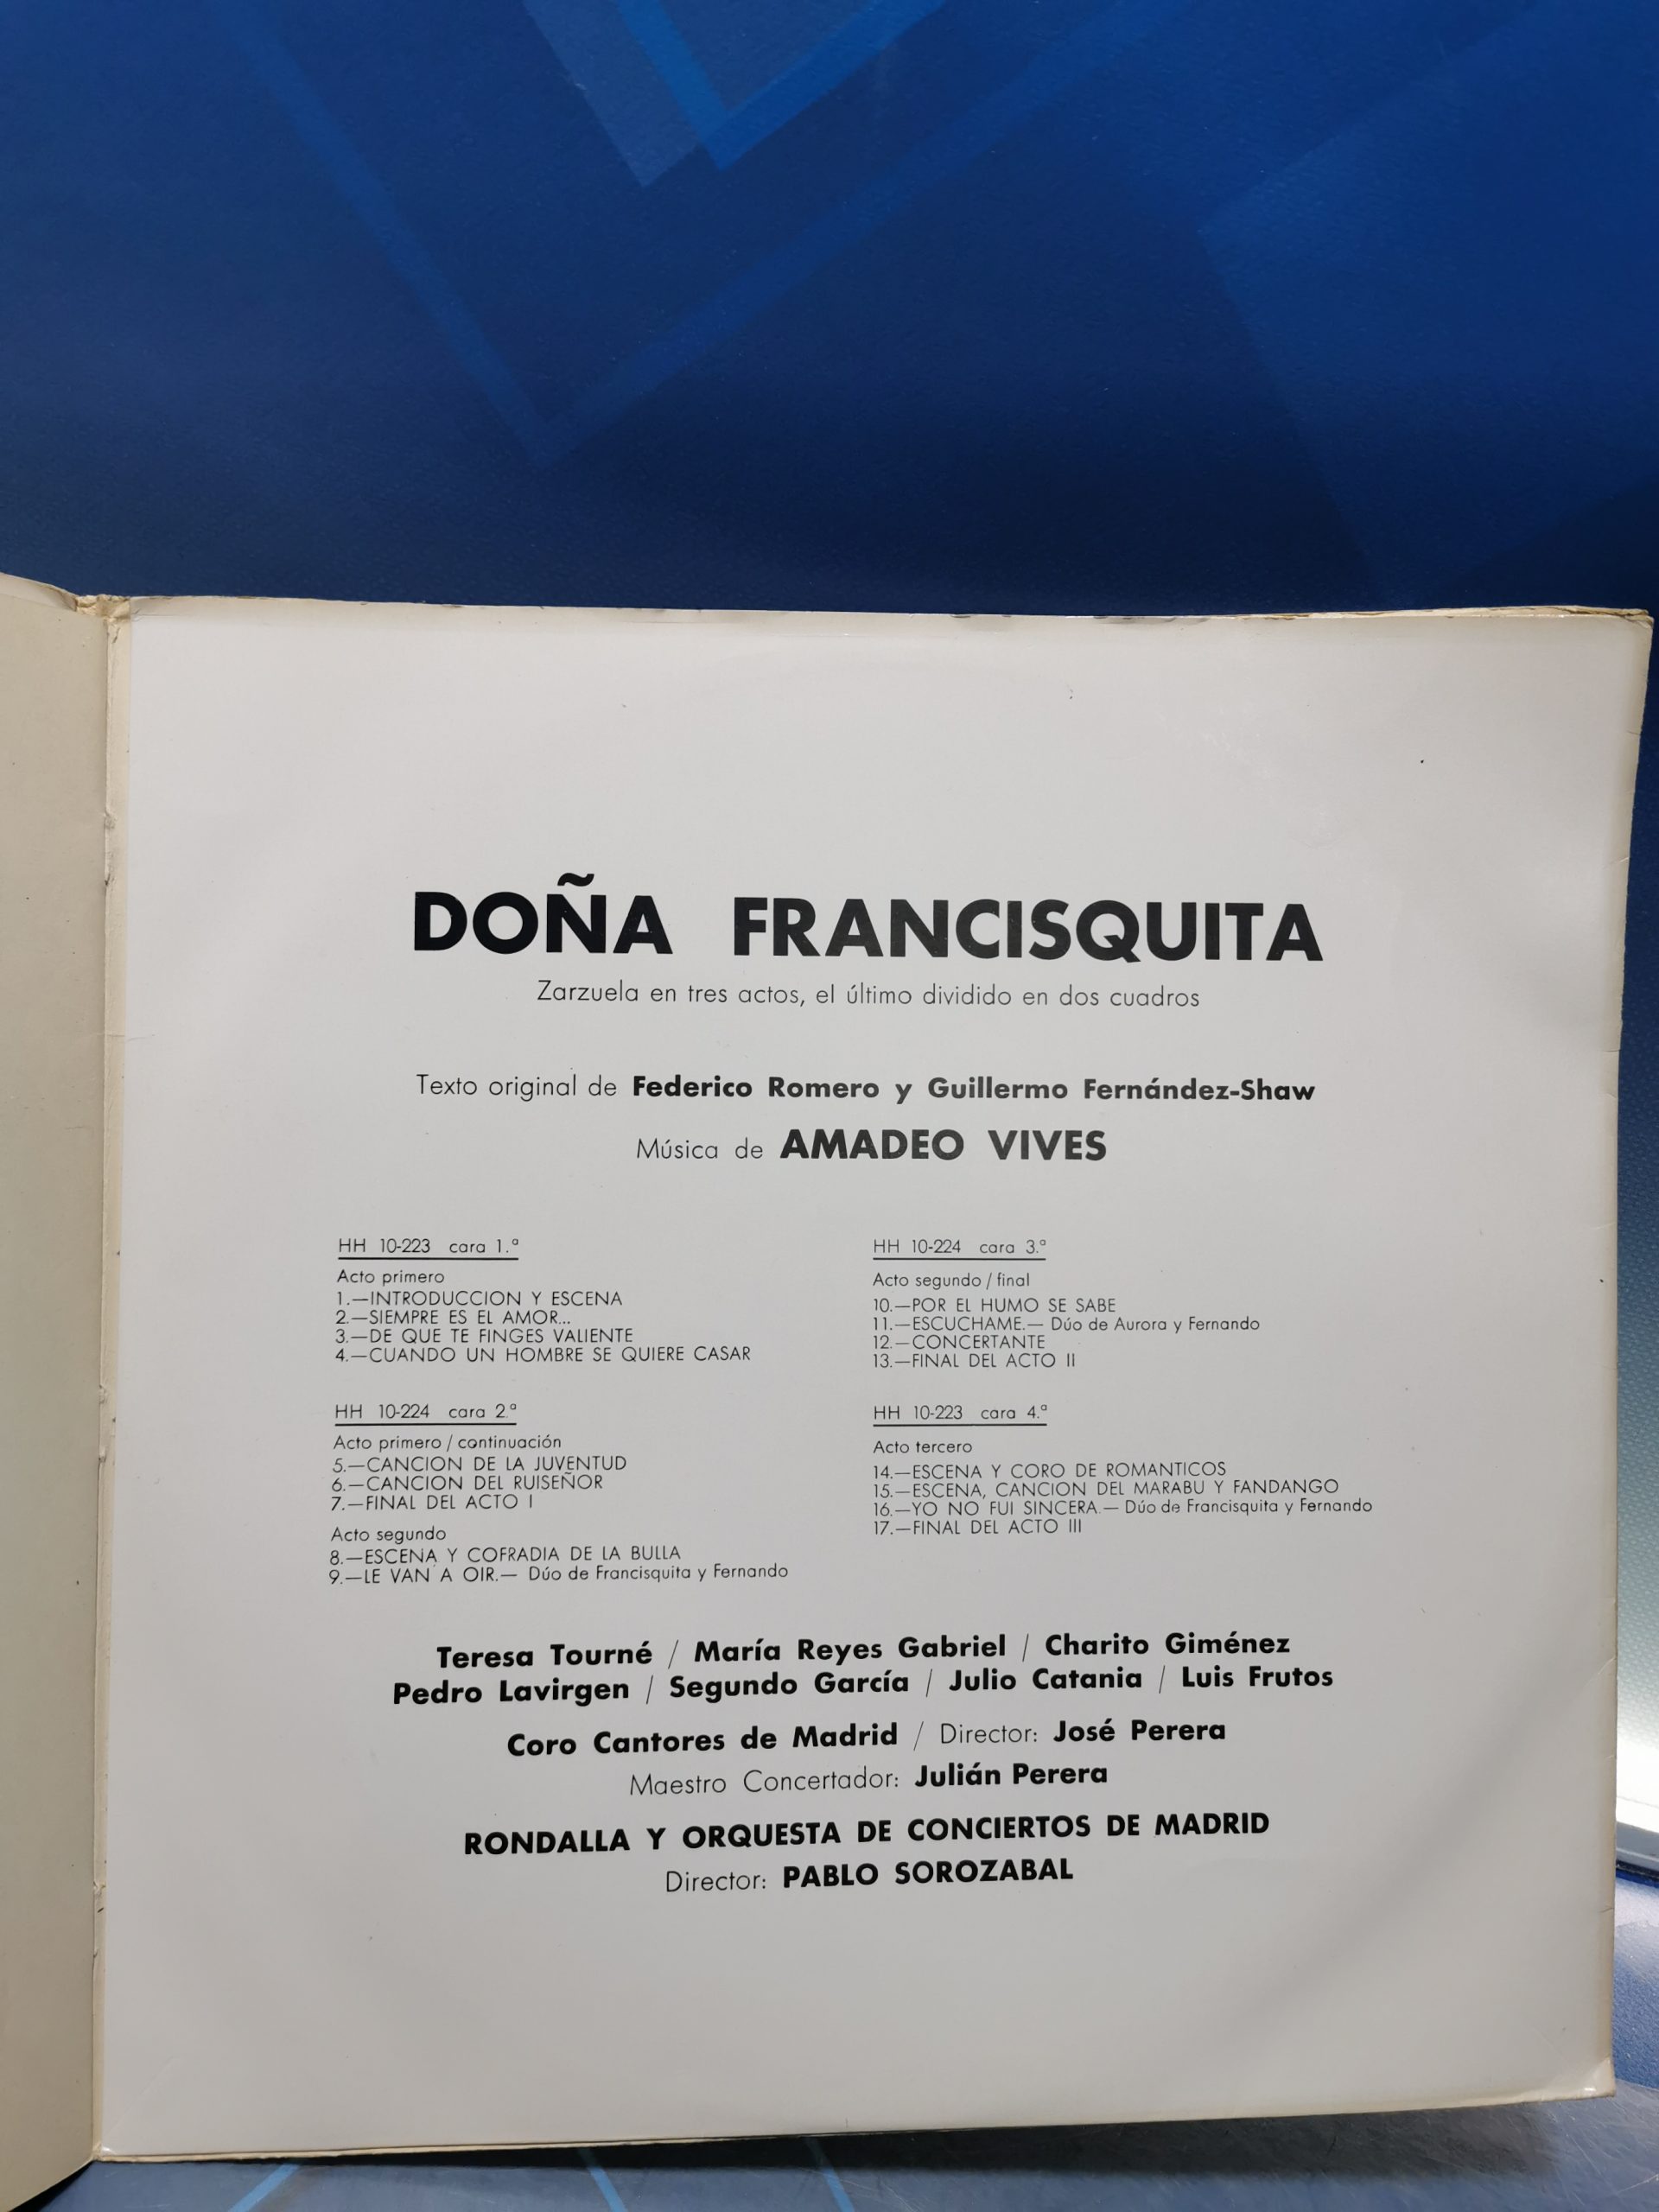 DOÑA FRANCISQUITA
Zarzuela en tres actos, el último dividido en dos cuadros
Texto original de Federico Romero y Guillermo Fernández-Shaw
Música de AMADEO VIVES
HH 10-223 cara 1.ª
Acto primero
1.—INTRODUCCION Y ESCENA
2.—SIEMPRE ES EL AMOR...
3.—DE QUE TE FINGES VALIENTE
4.—CUANDO UN HOMBRE SE QUIERE CASAR
HH 10-224 cara 2.ª
Acto primero / continuación
5.—CANCION DE LA JUVENTUD
6.—CANCION DEL RUISEÑOR
7.—FINAL DEL ACTO I
Acto segundo
8.—ESCENA Y COFRADIA DE LA BULLA
9.—LE VAN A OIR.— Dúo de Francisquita y Fernando
HH 10-224 cara 3.ª
Acto segundo / final
10.—POR EL HUMO SE SABE
11.—ESCUCHAME.— Dúo de Aurora y Fernando
12.—CONCERTANTE
13.—FINAL DEL ACTO II
HH 10-223 cara 4.ª
Acto tercero
14.—ESCENA Y CORO DE ROMANTICOS
15.—ESCENA, CANCION DEL MARABU Y FANDANGO
16.—YO NO FUI SINCERA.— Dúo de Francisquita y Fernando
17.—FINAL DEL ACTO III
Teresa Tourné / María Reyes Gabriel / Charito Giménez
Pedro Lavirgen / Segundo García / Julio Catania / Luis Frutos
Coro Cantores de Madrid / Director: José Perera
Maestro Concertador: Julián Perera
RONDALLA Y ORQUESTA DE CONCIERTOS DE MADRID
Director: PABLO SOROZABAL